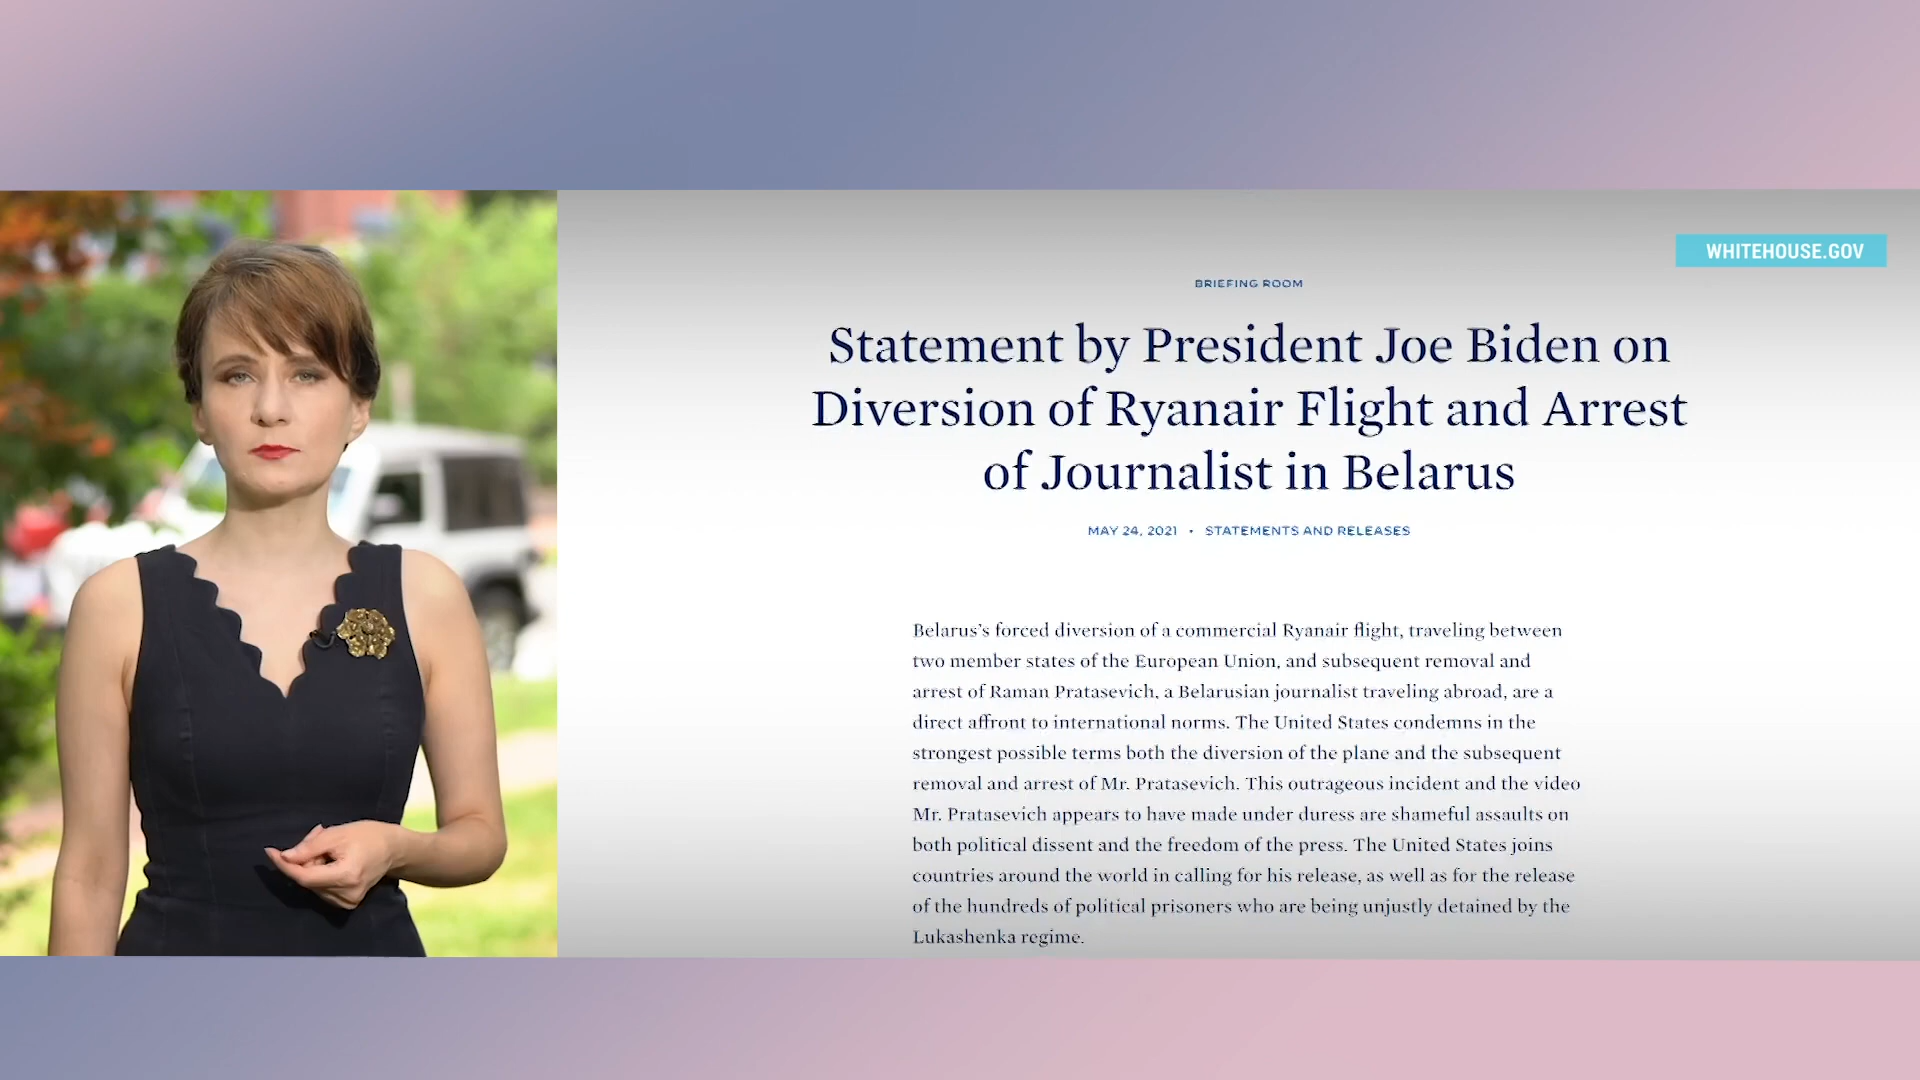 WHITEHOUSE.GOV
BRIEFING ROOM
Statement by President Joe Biden on
Diversion of Ryanair Flight and Arrest
of Journalist in Belarus
MAY 24, 2021 • STATEMENTS AND RELEASES
Belarus’s forced diversion of a commercial Ryanair flight, traveling between
two member states of the European Union, and subsequent removal and
arrest of Raman Pratasevich, a Belarusian journalist traveling abroad, are a
direct affront to international norms. The United States condemns in the
strongest possible terms both the diversion of the plane and the subsequent
removal and arrest of Mr. Pratasevich. This outrageous incident and the video
Mr. Pratasevich appears to have made under duress are shameful assaults on
both political dissent and the freedom of the press. The United States joins
countries around the world in calling for his release, as well as for the release
of the hundreds of political prisoners who are being unjustly detained by the
Lukashenka regime.